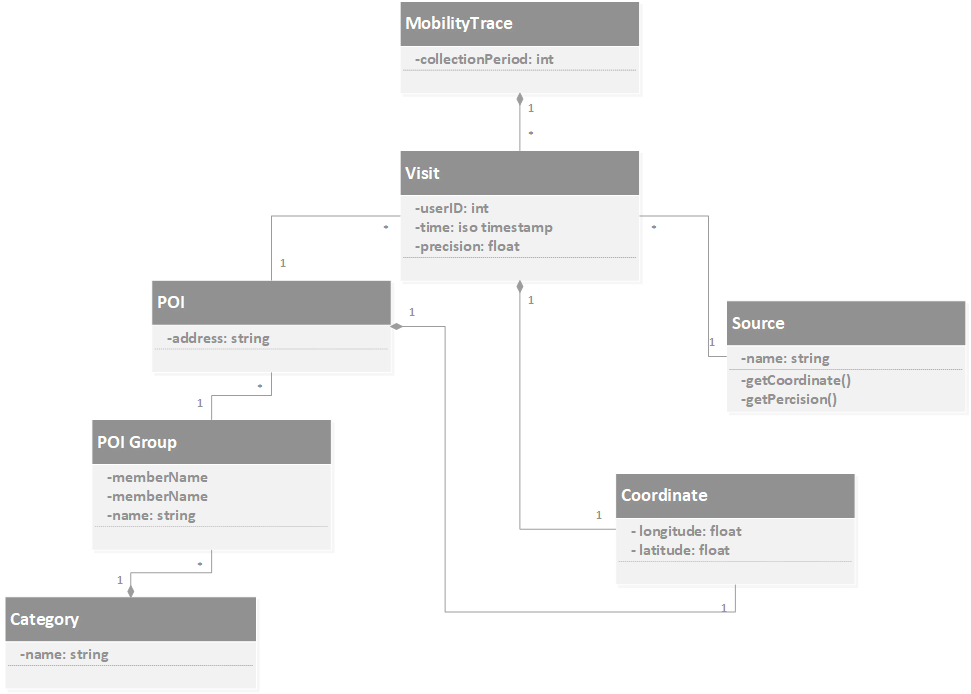 MobilityTrace
-collectionPeriod: int
1
*
Visit
-userID: int
-time: iso timestamp
-precision: float
*
*
1
1
POI
-address: string
1
Source
-name: string
-getCoordinate()
-getPercision()
1
*
1
POI Group
-memberName
-memberName
-name: string
Coordinate
- longitude: float
- latitude: float
1
*
1
1
Category
-name: string